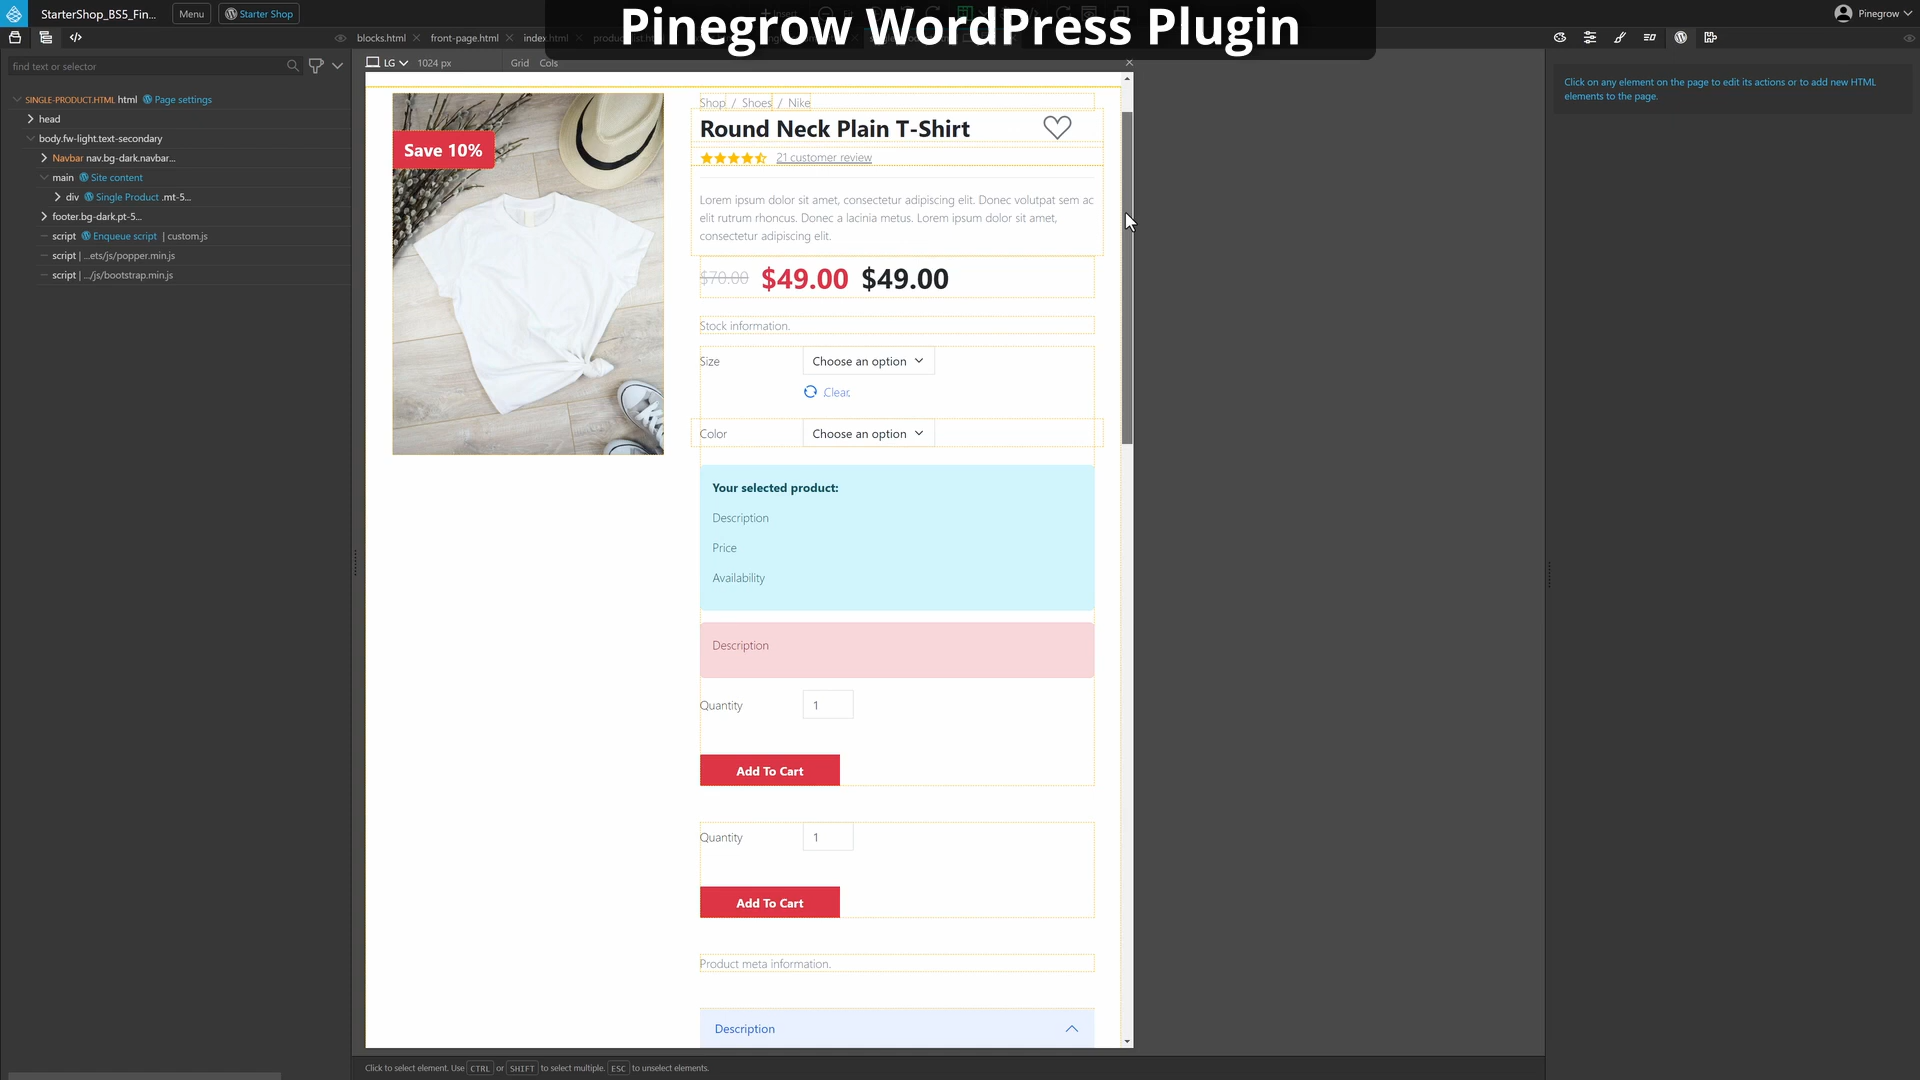 Pinegrow WordPress Plugin
StarterShop_BS5_Fin...
Menu
Starter Shop
Pinegrow
blocks.html
front-page.html
index.html
LG
1024 px
Grid
Cols
find text or selector
SINGLE-PRODUCT.HTML html Page settings
head
body.fw-light.text-secondary
Navbar nav.bg-dark.navbar...
main Site content
div Single Product .mt-5...
footer.bg-dark.pt-5...
script Enqueue script | custom.js
script | ...ets/js/popper.min.js
script | .../js/bootstrap.min.js
Save 10%
Shop / Shoes / Nike
Round Neck Plain T-Shirt
21 customer review
Lorem ipsum dolor sit amet, consectetur adipiscing elit. Donec volutpat sem ac
elit rutrum rhoncus. Donec a lacinia metus. Lorem ipsum dolor sit amet,
consectetur adipiscing elit.
$70.00 $49.00 $49.00
Stock information.
Size
Choose an option
Clear.
Color
Choose an option
Your selected product:
Description
Price
Availability
Description
Quantity
1
Add To Cart
Quantity
1
Add To Cart
Product meta information.
Description
Click on any element on the page to edit its actions or to add new HTML
elements to the page.
Click to select element. Use CTRL or SHIFT to select multiple. ESC to unselect elements.